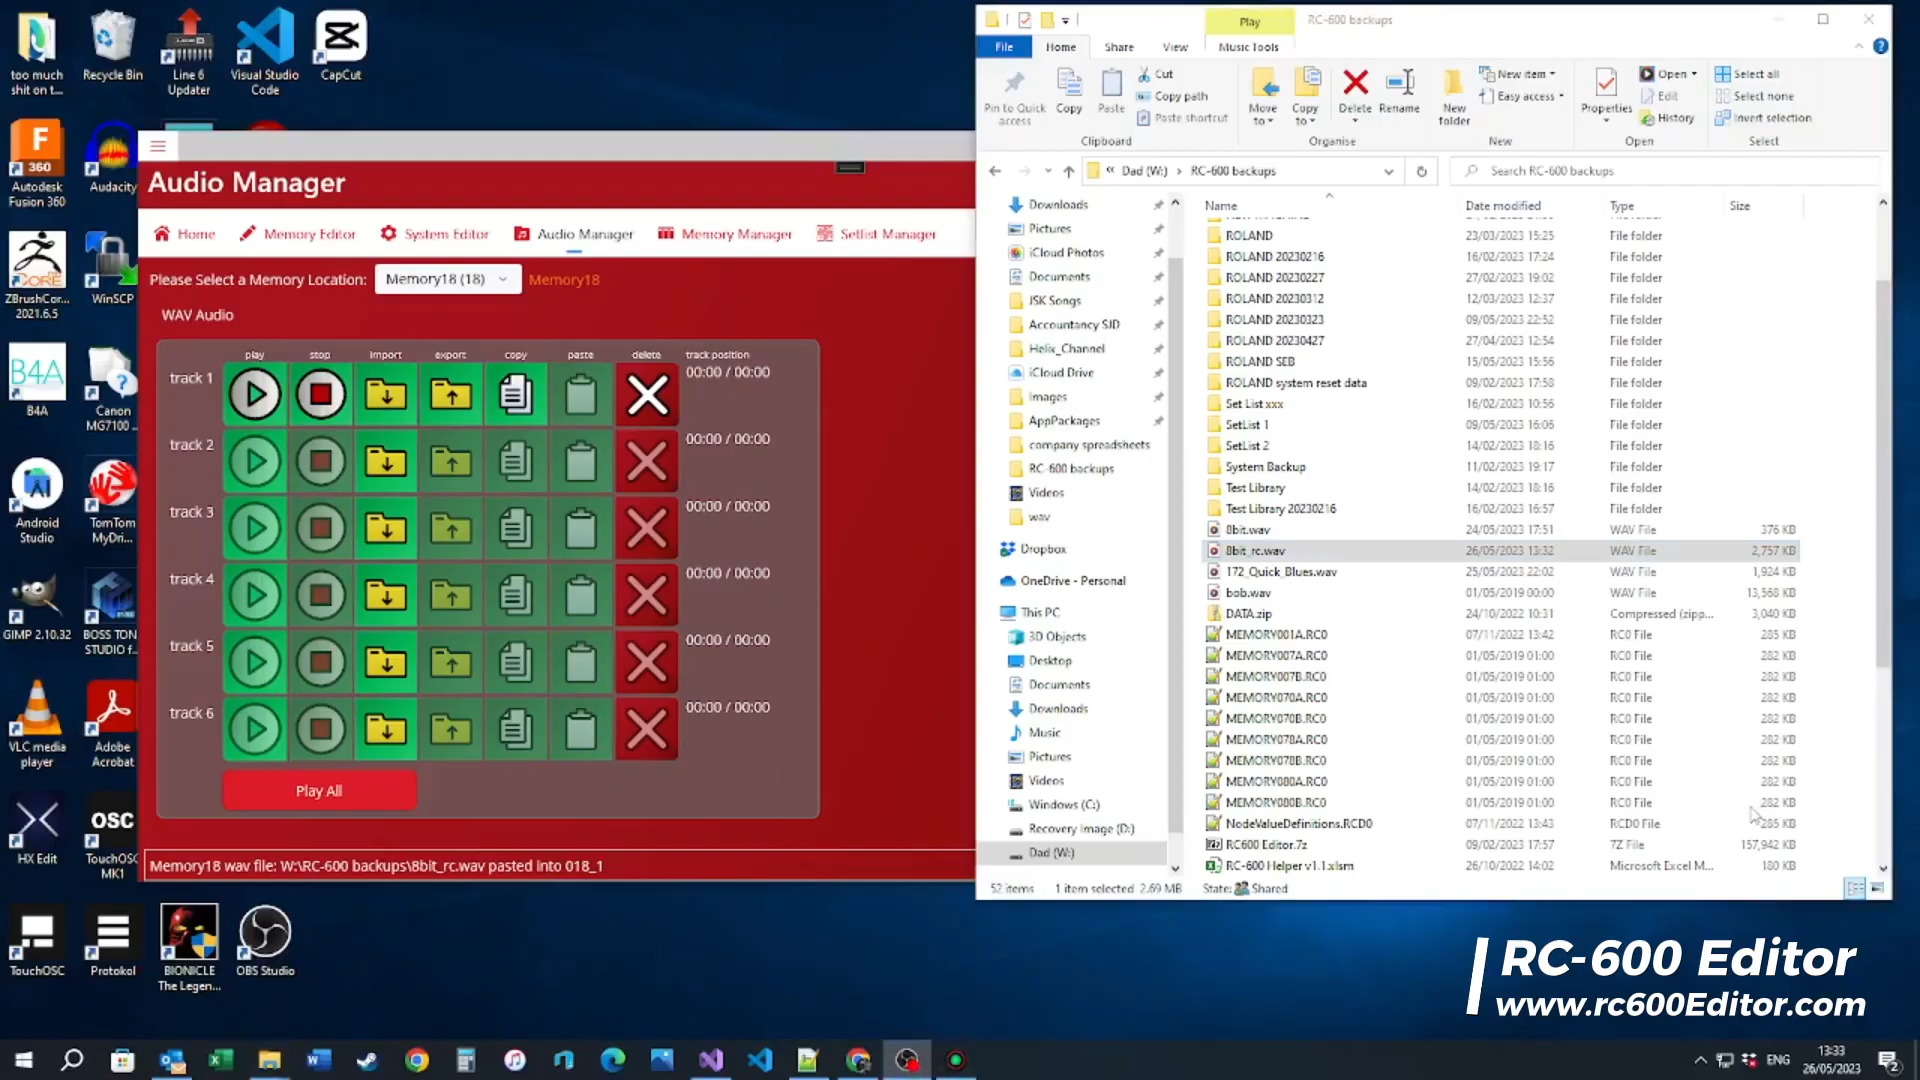 too much
shit on t...
Recycle Bin
Line 6
Updater
Visual Studio
Code
CapCut
Autodesk
Fusion 360
Audacity
ZBrushCor...
2021.6.5
WinSCP
B4A
B4A
Canon
MG7100 ...
Android
Studio
TomTom
MyDri...
GIMP 2.10.32
BOSS TON
STUDIO f...
VLC media
player
Adobe
Acrobat
HX Edit
OSC
TouchOSC
MK1
TouchOSC
Protokol
BIONICLE
The Legen...
OBS Studio
Audio Manager
Home
Memory Editor
System Editor
Audio Manager
Memory Manager
Setlist Manager
Please Select a Memory Location:
Memory18 (18)
Memory18
WAV Audio
play stop import export copy paste delete track position
track 1 00:00 / 00:00
track 2 00:00 / 00:00
track 3 00:00 / 00:00
track 4 00:00 / 00:00
track 5 00:00 / 00:00
track 6 00:00 / 00:00
Play All
Memory18 wav file: W:\RC-600 backups\8bit_rc.wav pasted into 018_1
Play
RC-600 backups
File Home Share View Music Tools
Pin to Quick
access
Copy
Paste
Cut
Copy path
Paste shortcut
Clipboard
Move
to
Copy
to
Delete
Rename
Organise
New
folder
New item
Easy access
New
Properties
Open
Edit
History
Open
Select all
Select none
Invert selection
Select
« Dad (W:) › RC-600 backups
Search RC-600 backups
Downloads
Pictures
iCloud Photos
Documents
JSK Songs
Accountancy SJD
Helix_Channel
iCloud Drive
Images
AppPackages
company spreadsheets
RC-600 backups
Videos
wav
Dropbox
OneDrive - Personal
This PC
3D Objects
Desktop
Documents
Downloads
Music
Pictures
Videos
Windows (C:)
Recovery Image (D:)
Dad (W:)
Name Date modified Type Size
ROLAND 23/03/2023 15:25 File folder
ROLAND 20230216 16/02/2023 17:24 File folder
ROLAND 20230227 27/02/2023 19:02 File folder
ROLAND 20230312 12/03/2023 12:37 File folder
ROLAND 20230323 09/05/2023 22:52 File folder
ROLAND 20230427 27/04/2023 12:54 File folder
ROLAND SEB 15/05/2023 15:56 File folder
ROLAND system reset data 09/02/2023 17:58 File folder
Set List xxx 16/02/2023 10:56 File folder
SetList 1 09/05/2023 16:06 File folder
SetList 2 14/02/2023 18:16 File folder
System Backup 11/02/2023 19:17 File folder
Test Library 14/02/2023 18:16 File folder
Test Library 20230216 16/02/2023 16:57 File folder
8bit.wav 24/05/2023 17:51 WAV File 376 KB
8bit_rc.wav 26/05/2023 13:32 WAV File 2,757 KB
172_Quick_Blues.wav 25/05/2023 22:02 WAV File 1,924 KB
bob.wav 01/05/2019 00:00 WAV File 13,568 KB
DATA.zip 24/10/2022 10:31 Compressed (zipp... 3,040 KB
MEMORY001A.RC0 07/11/2022 13:42 RC0 File 285 KB
MEMORY007A.RC0 01/05/2019 01:00 RC0 File 282 KB
MEMORY007B.RC0 01/05/2019 01:00 RC0 File 282 KB
MEMORY070A.RC0 01/05/2019 01:00 RC0 File 282 KB
MEMORY070B.RC0 01/05/2019 01:00 RC0 File 282 KB
MEMORY078A.RC0 01/05/2019 01:00 RC0 File 282 KB
MEMORY078B.RC0 01/05/2019 01:00 RC0 File 282 KB
MEMORY080A.RC0 01/05/2019 01:00 RC0 File 282 KB
MEMORY080B.RC0 01/05/2019 01:00 RC0 File 282 KB
NodeValueDefinitions.RCD0 07/11/2022 13:43 RCD0 File 285 KB
RC600 Editor.7z 09/02/2023 17:57 7Z File 157,942 KB
RC-600 Helper v1.1.xlsm 26/10/2022 14:02 Microsoft Excel M... 180 KB
52 items 1 item selected 2.69 MB State: Shared
RC-600 Editor
www.rc600Editor.com
ENG
13:33
26/05/2023
2